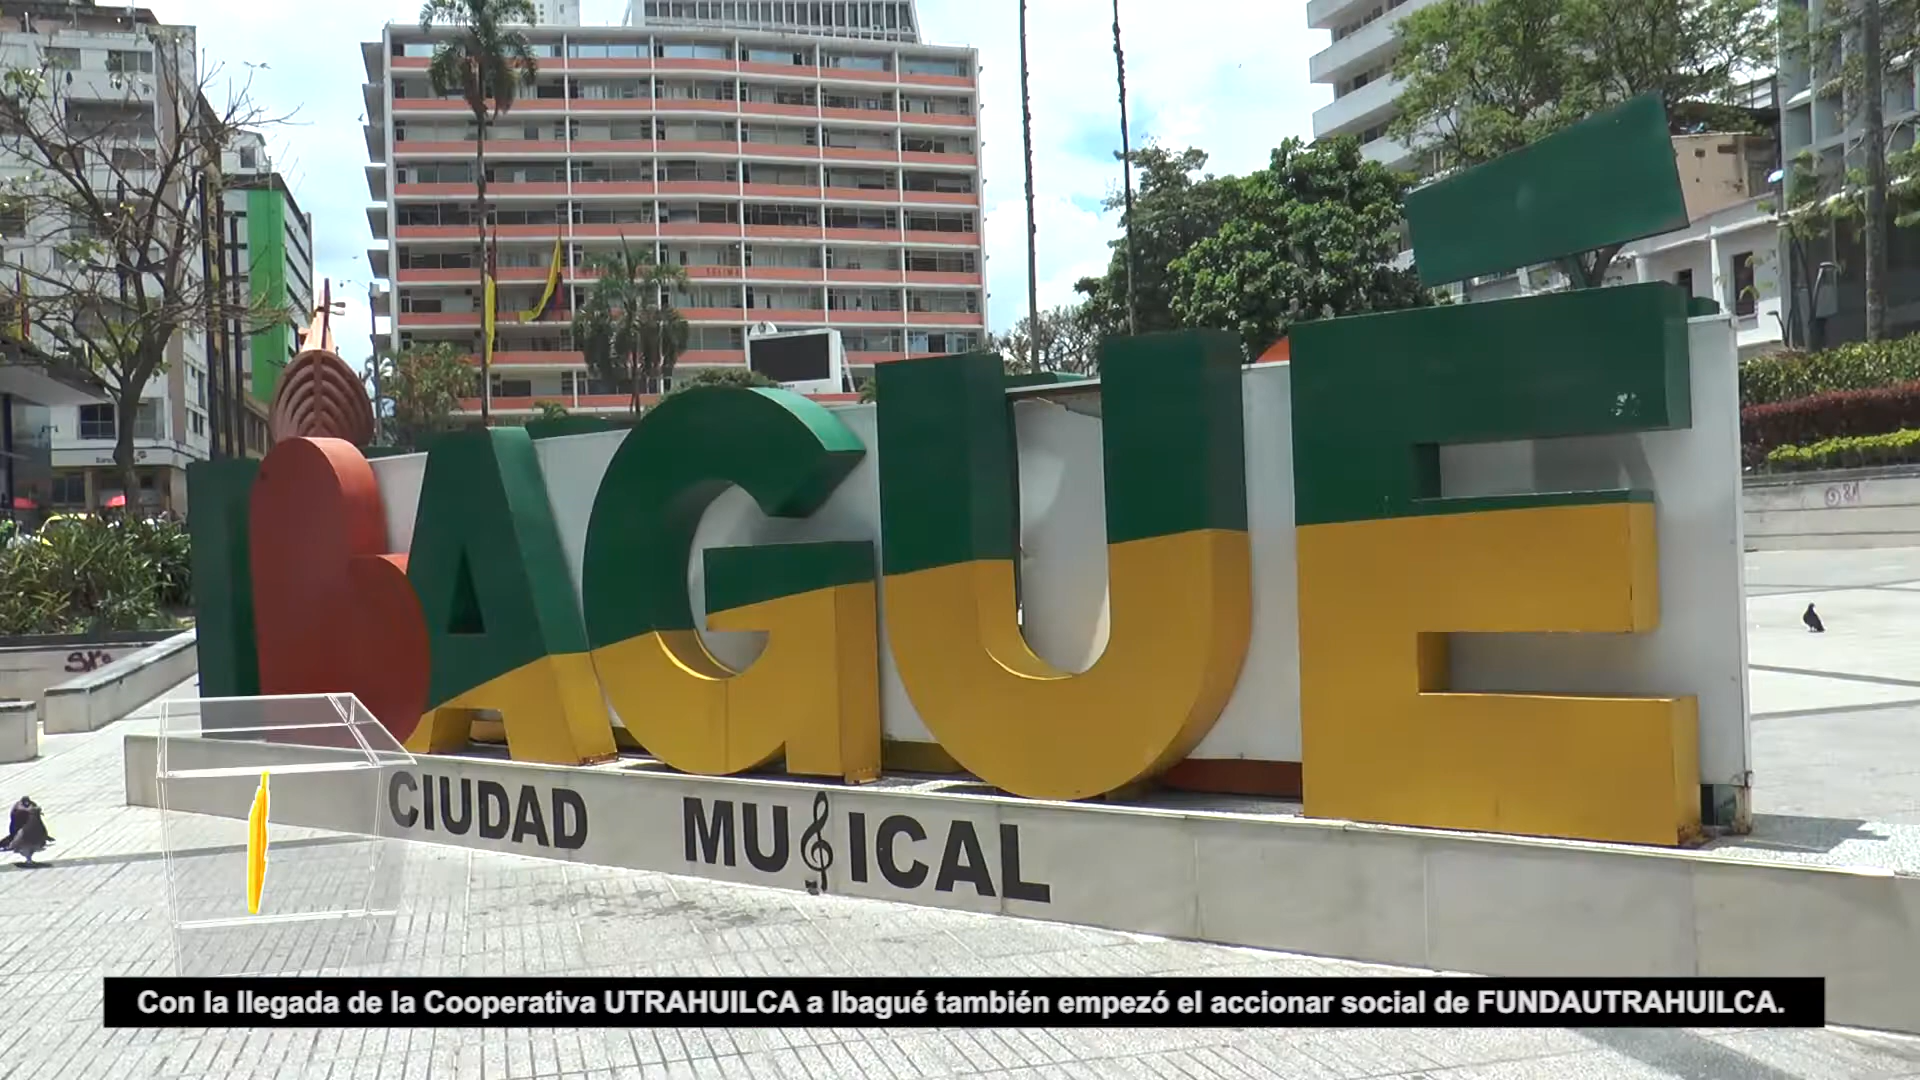 IBAGUÉ
CIUDAD MUSICAL
Con la llegada de la Cooperativa UTRAHUILCA a Ibagué también empezó el accionar social de FUNDAUTRAHUILCA.